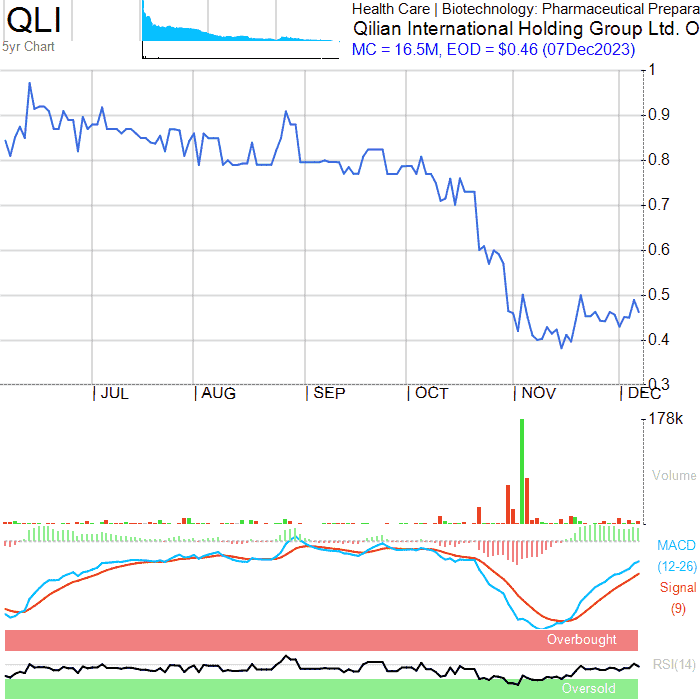 QLI
5yr Chart
Health Care | Biotechnology: Pharmaceutical Prepara
Qilian International Holding Group Ltd. O
MC = 16.5M, EOD = $0.46 (07Dec2023)
1
0.9
0.8
0.7
0.6
0.5
0.4
0.3
JUL
AUG
SEP
OCT
NOV
DEC
178k
Volume
MACD
(12-26)
Signal
(9)
Overbought
RSI(14)
Oversold